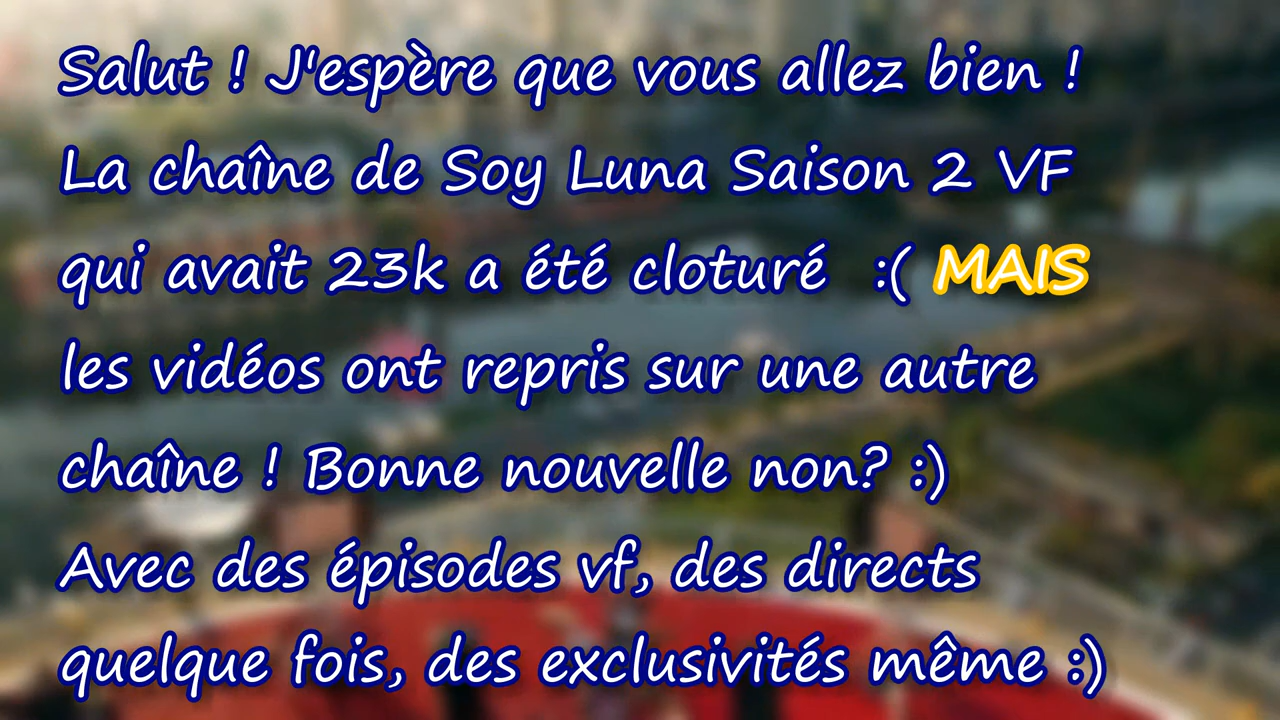 Salut ! J'espère que vous allez bien !
La chaîne de Soy Luna Saison 2 VF
qui avait 23k a été cloturé :( MAIS
les vidéos ont repris sur une autre
chaîne ! Bonne nouvelle non? :)
Avec des épisodes vf, des directs
quelque fois, des exclusivités même :)